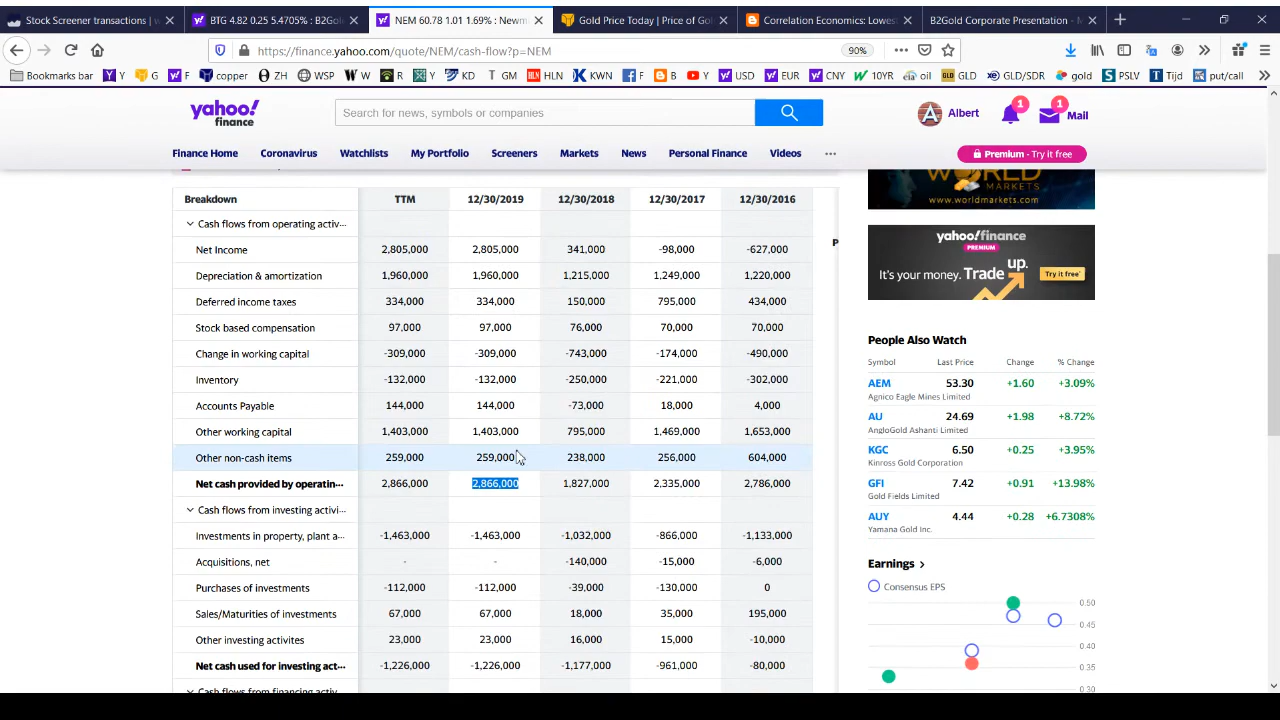 Stock Screener transactions | w
BTG 4.82 0.25 5.4705% : B2Gol
NEM 60.78 1.01 1.69% : Newm
Gold Price Today | Price of Gol
Correlation Economics: Lowest
B2Gold Corporate Presentation - M
https://finance.yahoo.com/quote/NEM/cash-flow?p=NEM
90%
Bookmarks bar Y G F copper ZH WSP W R Y KD GM HLN KWN F B Y USD EUR CNY 10YR oil GLD GLD/SDR gold PSLV Tijd put/call
yahoo!
finance
Search for news, symbols or companies
Albert
1
1
Mail
Finance Home Coronavirus Watchlists My Portfolio Screeners Markets News Personal Finance Videos ...
Premium - Try it free
Breakdown TTM 12/30/2019 12/30/2018 12/30/2017 12/30/2016
Cash flows from operating activ...
Net Income 2,805,000 2,805,000 341,000 -98,000 -627,000
Depreciation & amortization 1,960,000 1,960,000 1,215,000 1,249,000 1,220,000
Deferred income taxes 334,000 334,000 150,000 795,000 434,000
Stock based compensation 97,000 97,000 76,000 70,000 70,000
Change in working capital -309,000 -309,000 -743,000 -174,000 -490,000
Inventory -132,000 -132,000 -250,000 -221,000 -302,000
Accounts Payable 144,000 144,000 -73,000 18,000 4,000
Other working capital 1,403,000 1,403,000 795,000 1,469,000 1,653,000
Other non-cash items 259,000 259,000 238,000 256,000 604,000
Net cash provided by operatin... 2,866,000 2,866,000 1,827,000 2,335,000 2,786,000
Cash flows from investing activi...
Investments in property, plant a... -1,463,000 -1,463,000 -1,032,000 -866,000 -1,133,000
Acquisitions, net - - -140,000 -15,000 -6,000
Purchases of investments -112,000 -112,000 -39,000 -130,000 0
Sales/Maturities of investments 67,000 67,000 18,000 35,000 195,000
Other investing activites 23,000 23,000 16,000 15,000 -10,000
Net cash used for investing act... -1,226,000 -1,226,000 -1,177,000 -961,000 -80,000
P
WORLD
MARKETS
www.worldmarkets.com
yahoo!finance
PREMIUM
It's your money. Trade up.
Try it free*
People Also Watch
Symbol Last Price Change % Change
AEM 53.30 +1.60 +3.09%
Agnico Eagle Mines Limited
AU 24.69 +1.98 +8.72%
AngloGold Ashanti Limited
KGC 6.50 +0.25 +3.95%
Kinross Gold Corporation
GFI 7.42 +0.91 +13.98%
Gold Fields Limited
AUY 4.44 +0.28 +6.7308%
Yamana Gold Inc.
Earnings
Consensus EPS
0.50
0.45
0.40
0.35
0.30